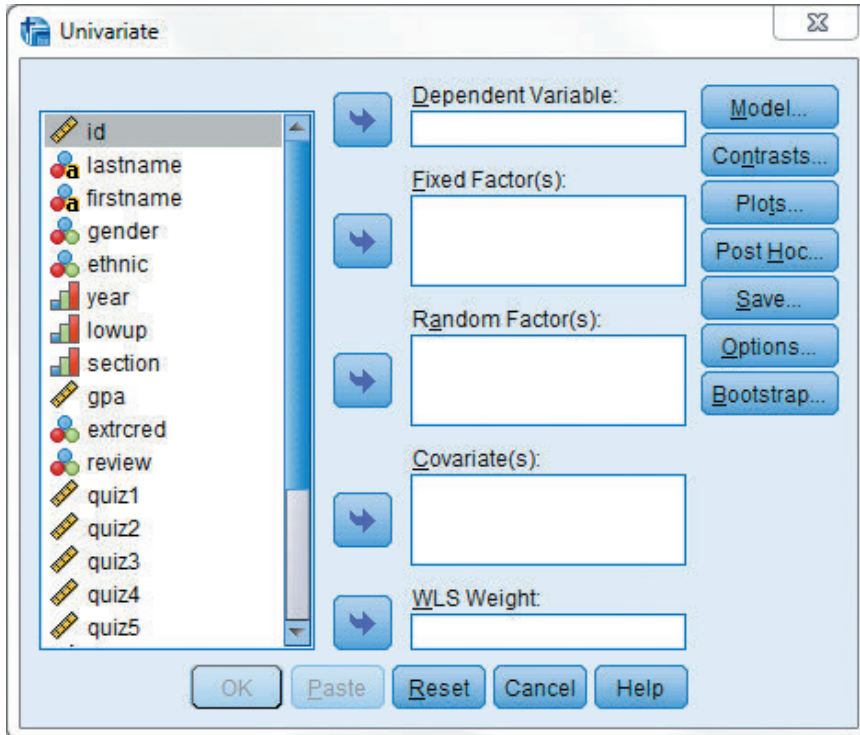 Univariate
id
lastname
firstname
gender
ethnic
year
lowup
section
gpa
extrcred
review
quiz1
quiz2
quiz3
quiz4
quiz5
Dependent Variable:
Fixed Factor(s):
Random Factor(s):
Covariate(s):
WLS Weight:
Model...
Contrasts...
Plots...
Post Hoc...
Save...
Options...
Bootstrap...
OK Paste Reset Cancel Help